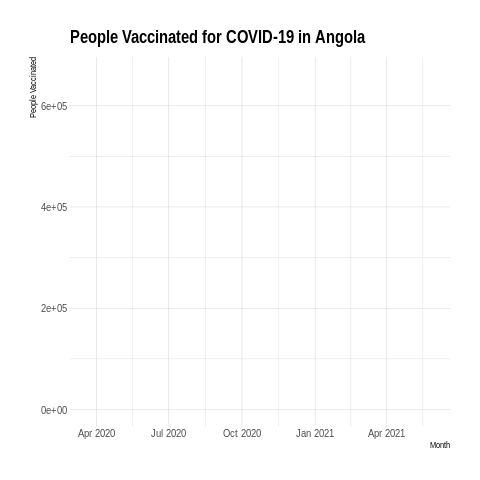 People Vaccinated for COVID-19 in Angola
People Vaccinated
6e+05
4e+05
2e+05
0e+00
Apr 2020 Jul 2020 Oct 2020 Jan 2021 Apr 2021
Month